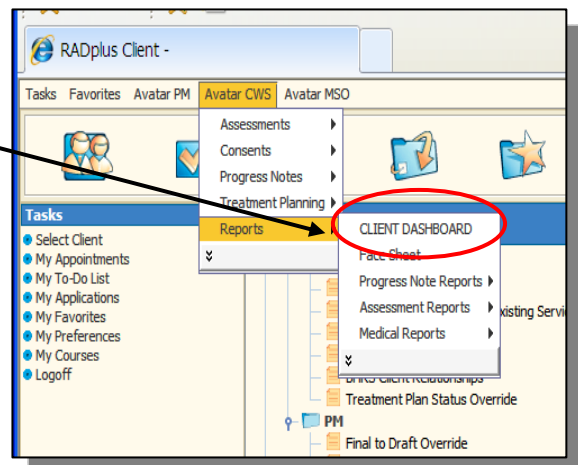 RADplus Client -
Tasks Favorites Avatar PM Avatar CWS Avatar MSO
Assessments
Consents
Progress Notes
Treatment Planning
Reports
CLIENT DASHBOARD
Face Sheet
Progress Note Reports
Assessment Reports
Medical Reports
Tasks
Select Client
My Appointments
My To-Do List
My Applications
My Favorites
My Preferences
My Courses
Logoff
xisting Servi
BHRS Client Relationships
Treatment Plan Status Override
PM
Final to Draft Override